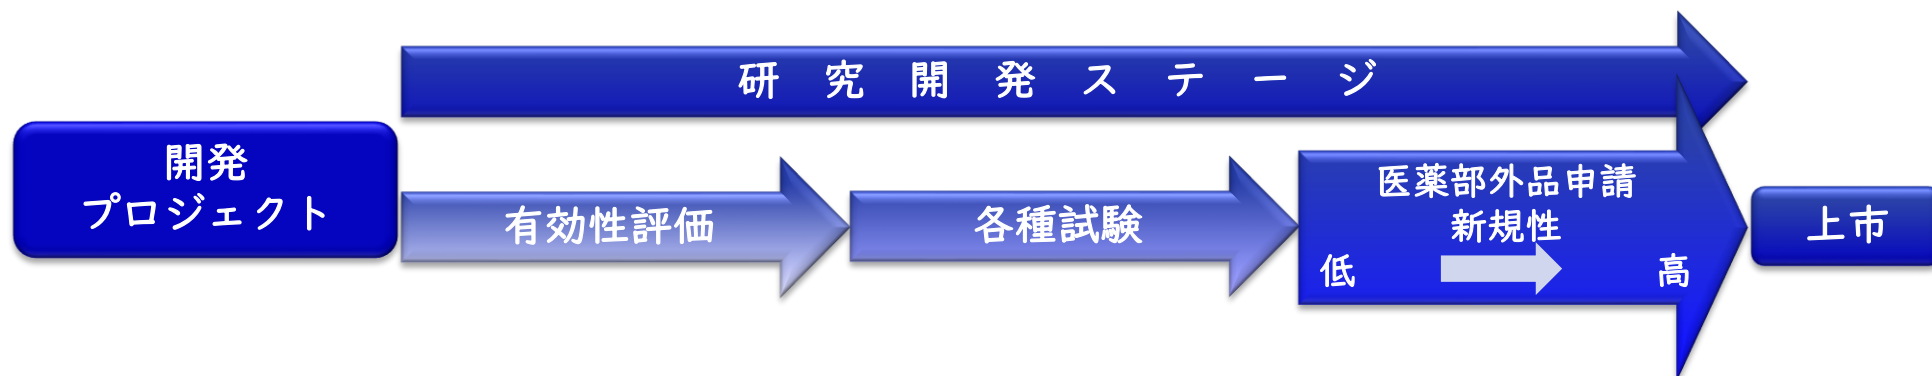 研究開発ステージ
開発
プロジェクト
有効性評価
各種試験
医薬部外品申請
新規性
低 高
上市